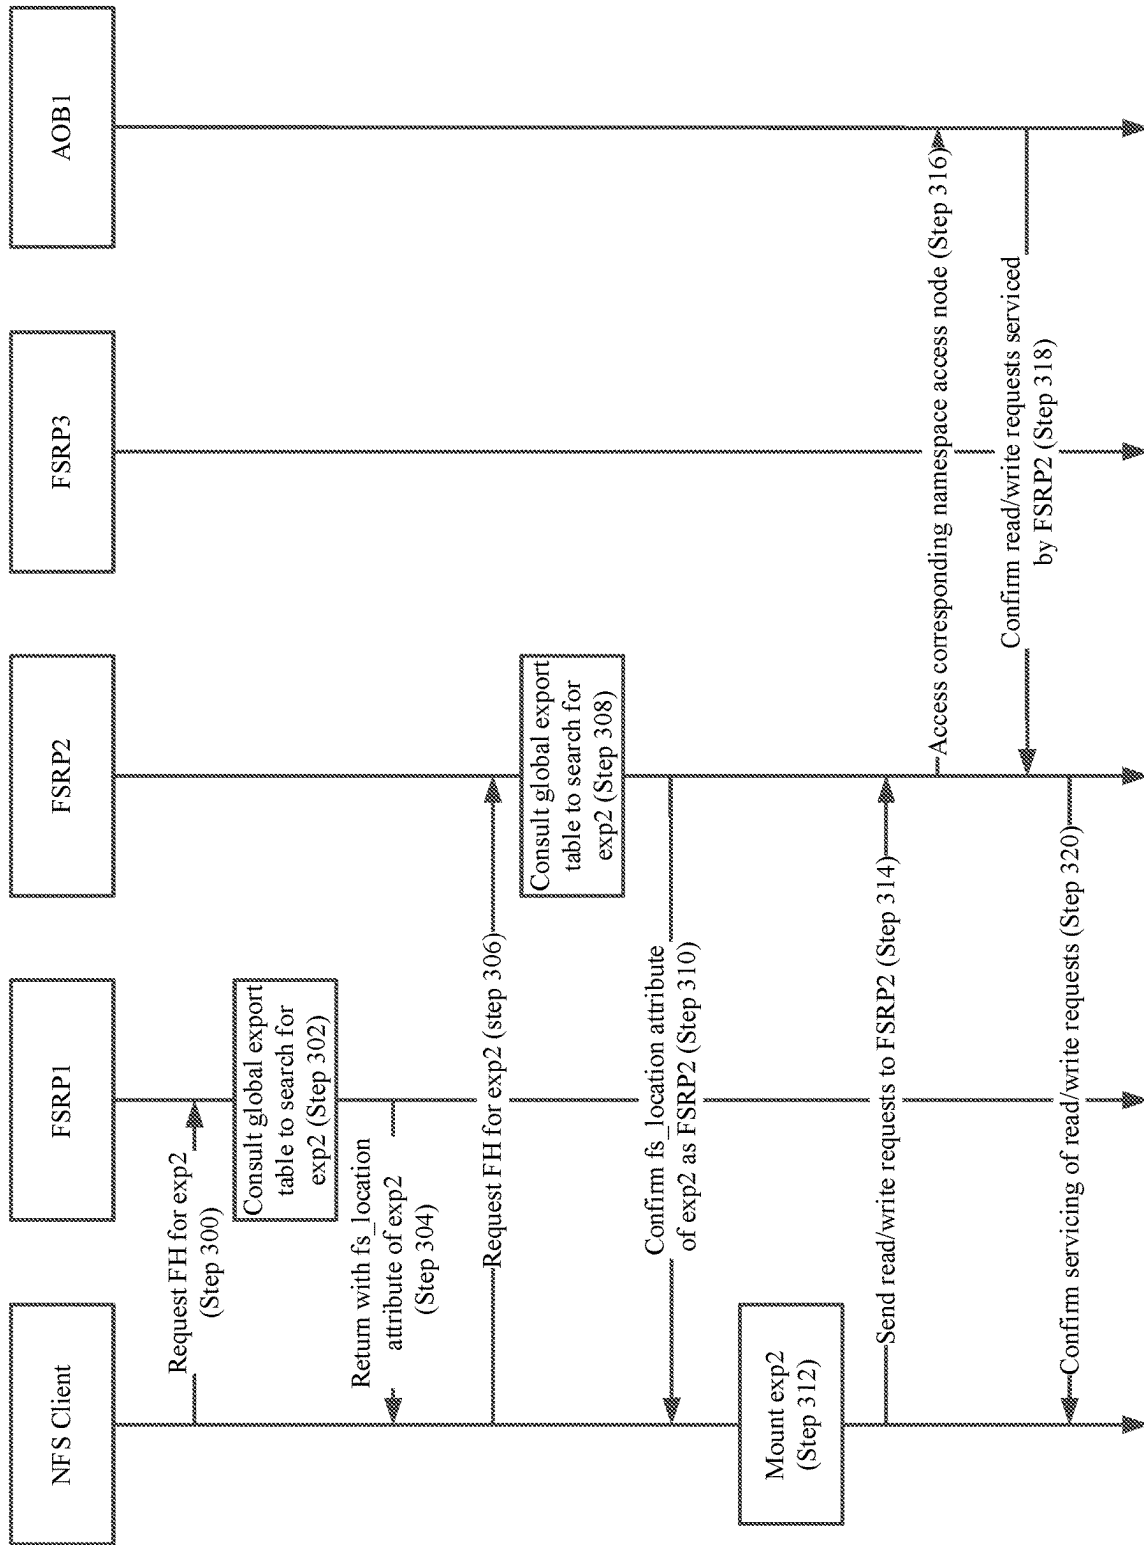 NFS Client
FSRP1
FSRP2
FSRP3
AOB1
Request FH for exp2
(Step 300)
Consult global export
table to search for
exp2 (Step 302)
Return with fs_location
attribute of exp2
(Step 304)
Request FH for exp2 (step 306)
Consult global export
table to search for
exp2 (Step 308)
Confirm fs_location attribute
of exp2 as FSRP2 (Step 310)
Mount exp2
(Step 312)
Send read/write requests to FSRP2 (Step 314)
Access corresponding namespace access node (Step 316)
Confirm read/write requests serviced
by FSRP2 (Step 318)
Confirm servicing of read/write requests (Step 320)